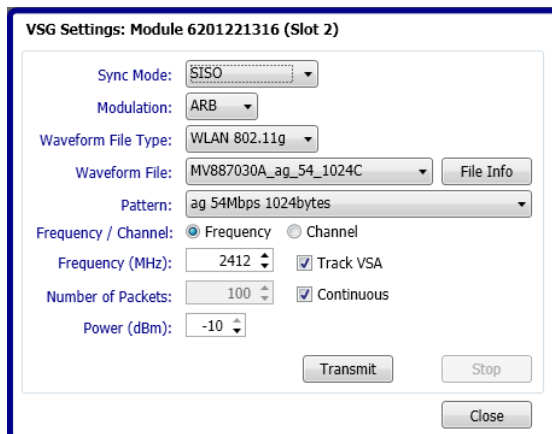 VSG Settings: Module 6201221316 (Slot 2)
Sync Mode: SISO
Modulation: ARB
Waveform File Type: WLAN 802.11g
Waveform File: MV887030A_ag_54_1024C File Info
Pattern: ag 54Mbps 1024bytes
Frequency / Channel: Frequency Channel
Frequency (MHz): 2412 Track VSA
Number of Packets: 100 Continuous
Power (dBm): -10
Transmit Stop
Close